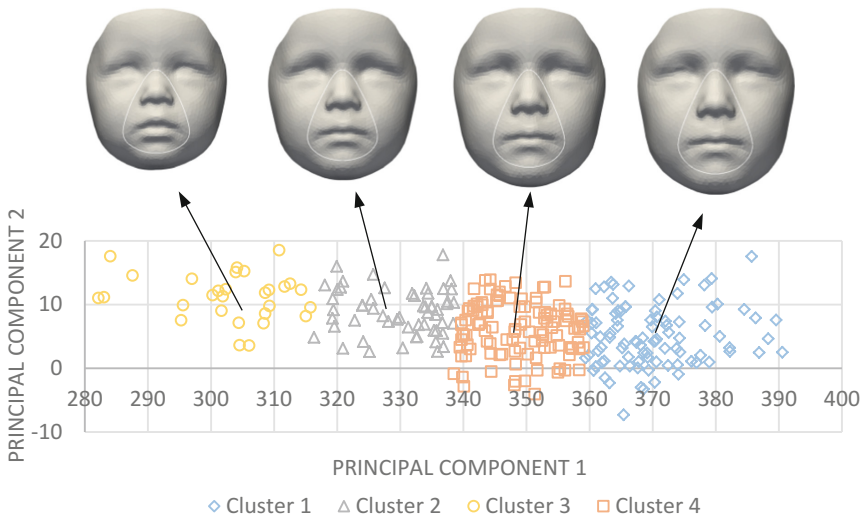 PRINCIPAL COMPONENT 2
20
10
0
-10
280 290 300 310 320 330 340 350 360 370 380 390 400
PRINCIPAL COMPONENT 1
Cluster 1 Cluster 2 Cluster 3 Cluster 4